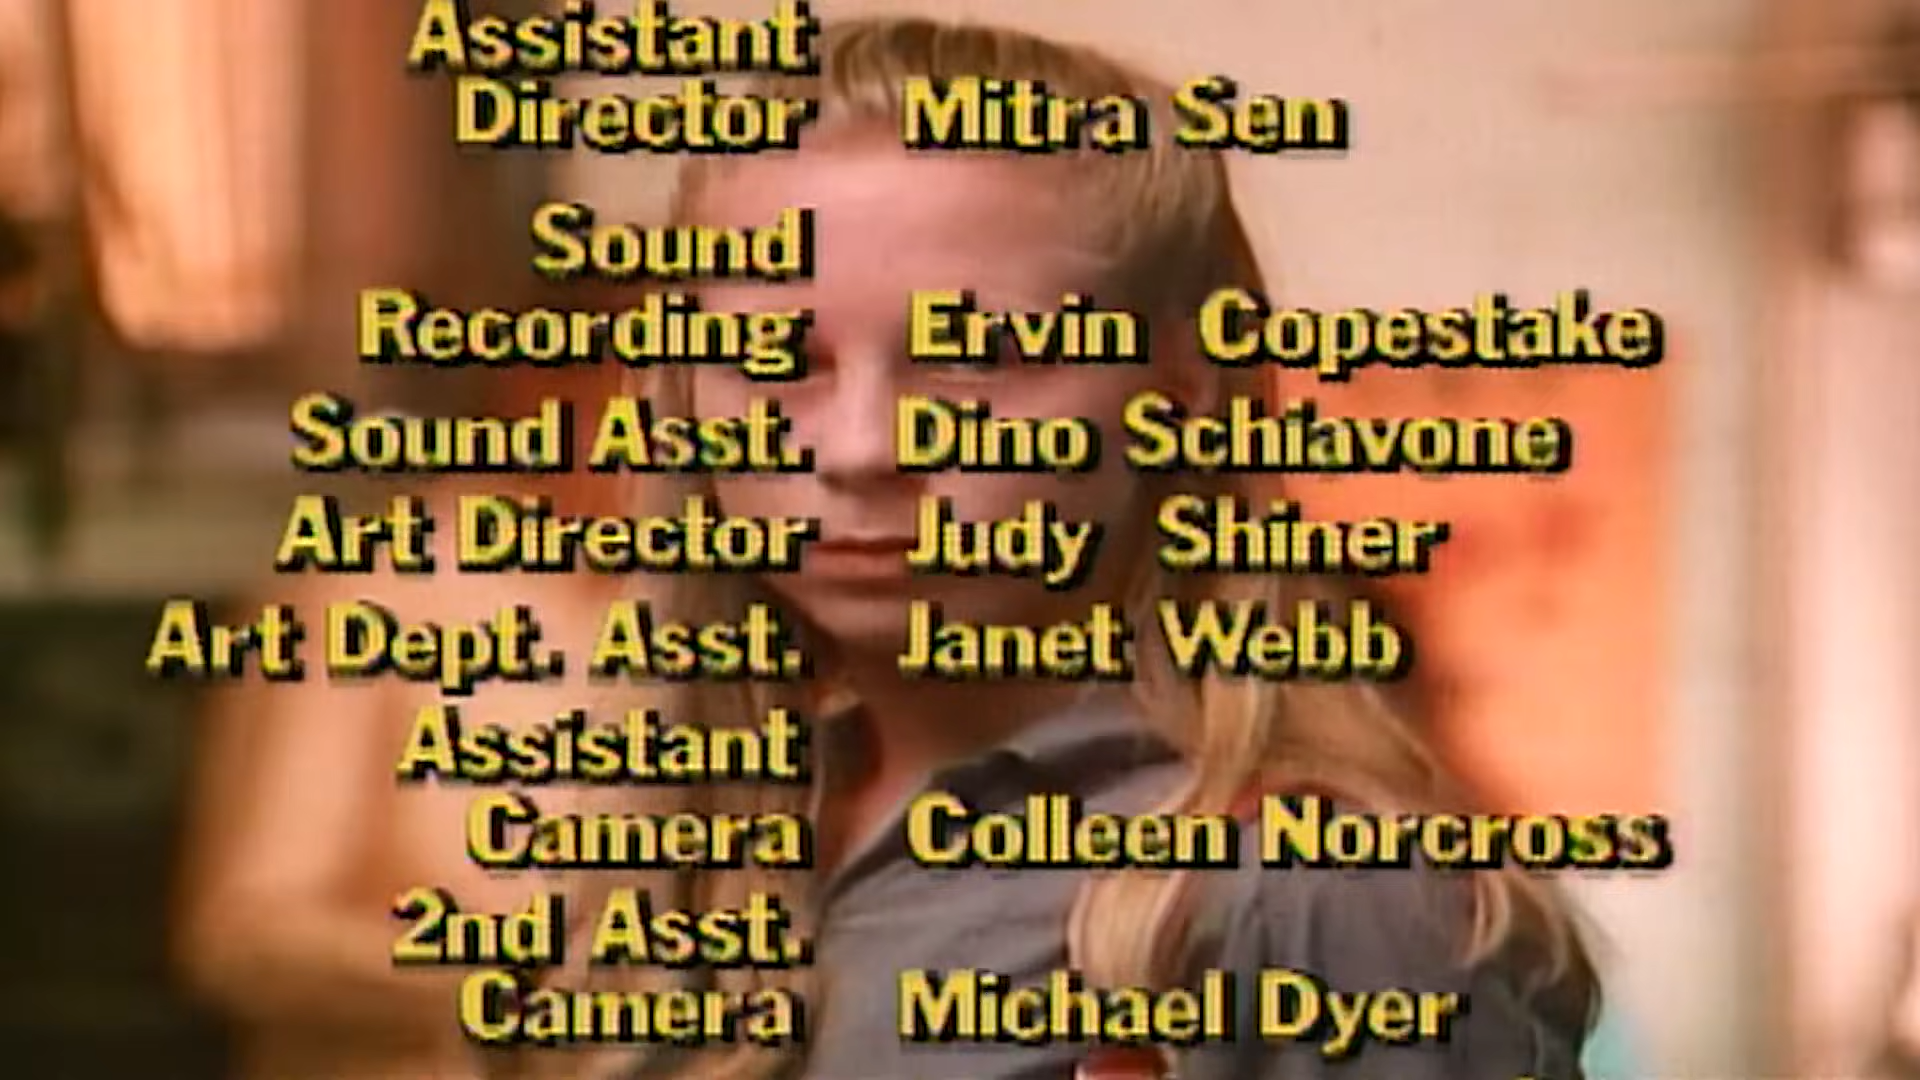 Assistant
Director Mitra Sen
Sound
Recording Ervin Copestake
Sound Asst. Dino Schiavone
Art Director Judy Shiner
Art Dept. Asst. Janet Webb
Assistant
Camera Colleen Norcross
2nd Asst.
Camera Michael Dyer